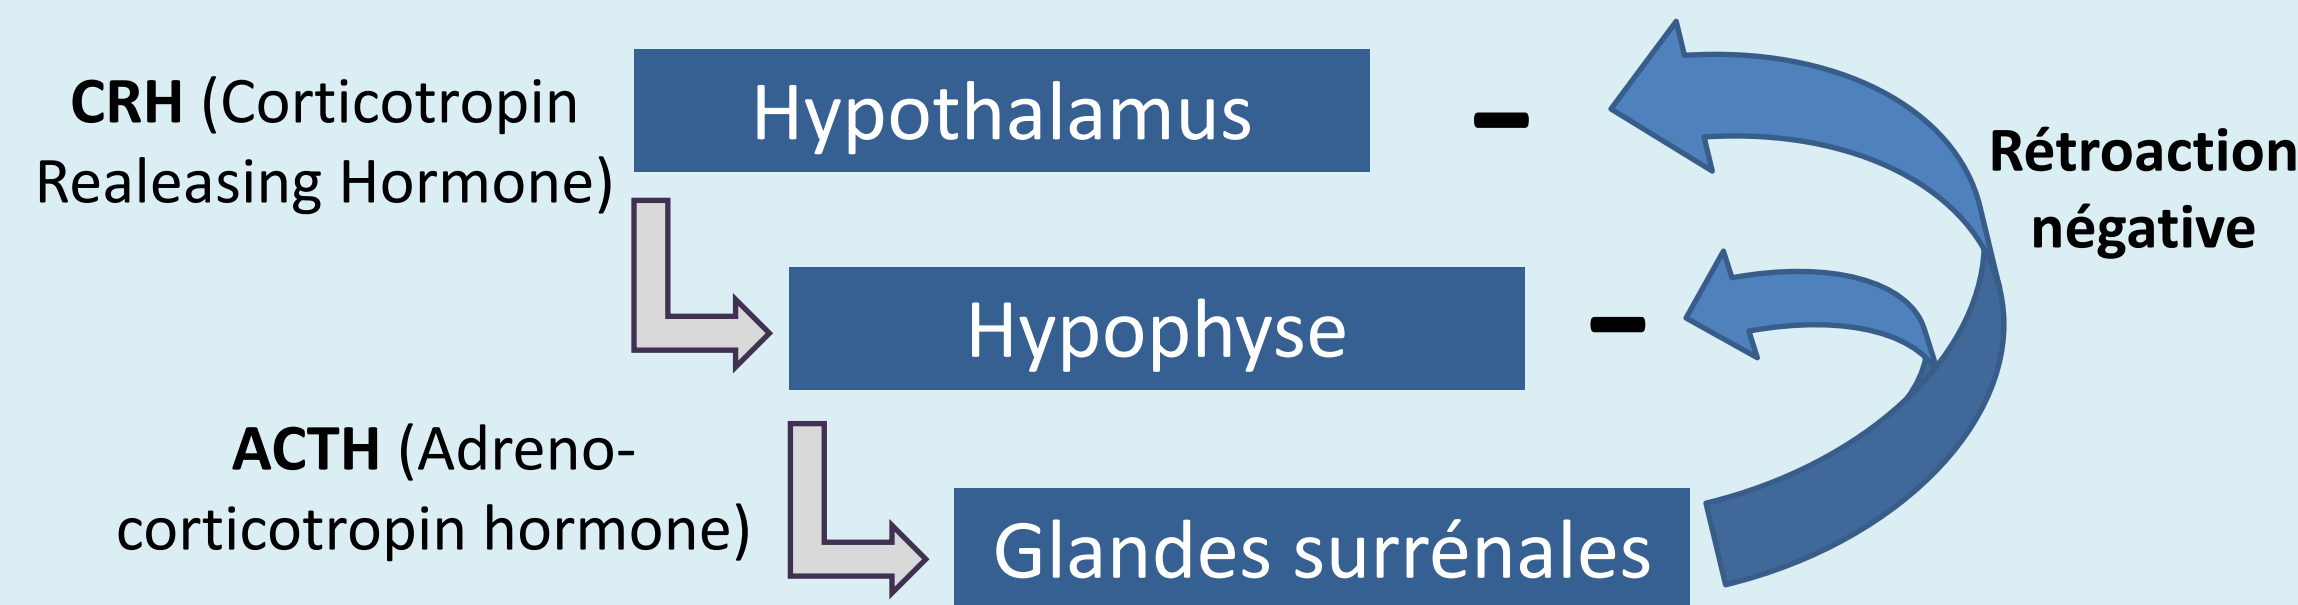 CRH (Corticotropin
Realeasing Hormone)
Hypothalamus
-
Rétroaction
négative
Hypophyse
-
ACTH (Adreno-
corticotropin hormone)
Glandes surrénales